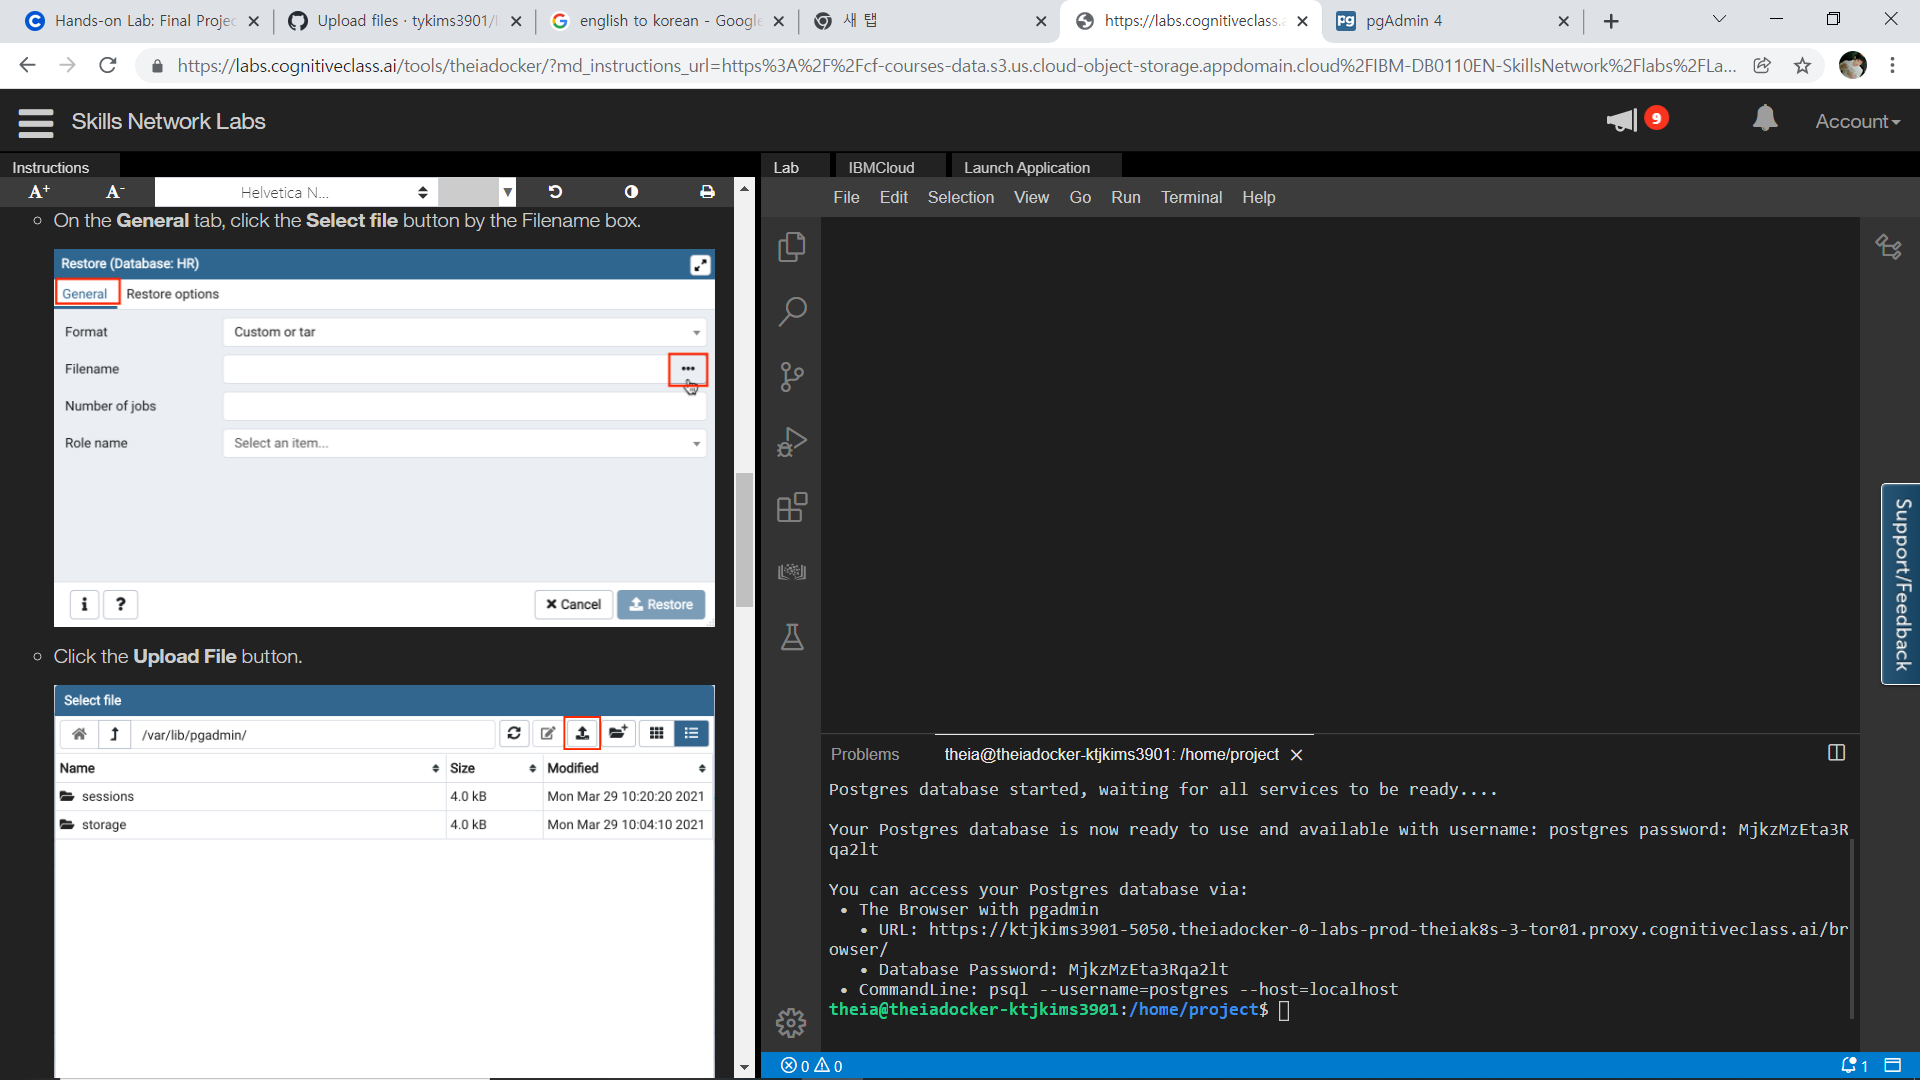 Hands-on Lab: Final Projec
Upload files · tykims3901/
english to korean - Google
새 탭
https://labs.cognitiveclass.
pgAdmin 4
https://labs.cognitiveclass.ai/tools/theiadocker/?md_instructions_url=https%3A%2F%2Fcf-courses-data.s3.us.cloud-object-storage.appdomain.cloud%2FIBM-DB0110EN-SkillsNetwork%2Flabs%2FLa...
Skills Network Labs
9
Account
Instructions
A+
A-
Helvetica N...
On the General tab, click the Select file button by the Filename box.
Restore (Database: HR)
General
Restore options
Format
Custom or tar
Filename
Number of jobs
Role name
Select an item...
i
?
Cancel
Restore
Click the Upload File button.
Select file
/var/lib/pgadmin/
Name
Size
Modified
sessions
4.0 kB
Mon Mar 29 10:20:20 2021
storage
4.0 kB
Mon Mar 29 10:04:10 2021
Lab
IBMCloud
Launch Application
File
Edit
Selection
View
Go
Run
Terminal
Help
Problems
theia@theiadocker-ktjkims3901: /home/project
Postgres database started, waiting for all services to be ready....
Your Postgres database is now ready to use and available with username: postgres password: MjkzMzEta3R
qa2lt
You can access your Postgres database via:
• The Browser with pgadmin
• URL: https://ktjkims3901-5050.theiadocker-0-labs-prod-theiak8s-3-tor01.proxy.cognitiveclass.ai/br
owser/
• Database Password: MjkzMzEta3Rqa2lt
• CommandLine: psql --username=postgres --host=localhost
theia@theiadocker-ktjkims3901:/home/project$
0
0
1
Support/Feedback